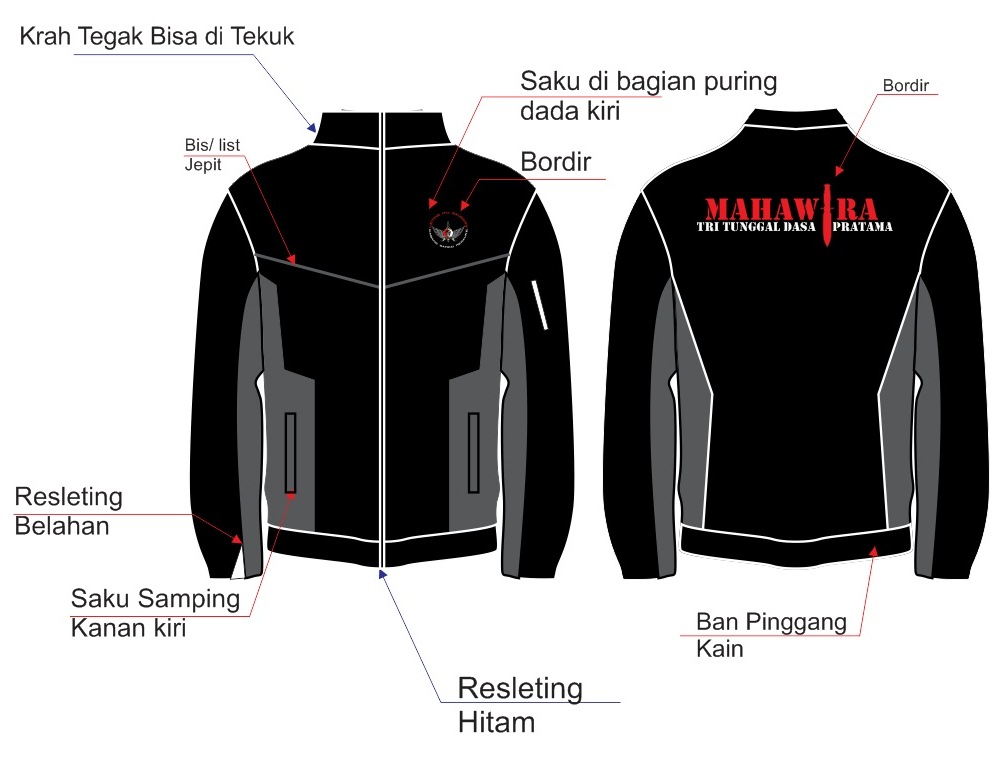 Krah Tegak Bisa di Tekuk
Saku di bagian puring
dada kiri
Bordir
Bis/ list
Jepit
Bordir
MAHAWIRA
TRI TUNGGAL DASA PRATAMA
Resleting
Belahan
Saku Samping
Kanan kiri
Ban Pinggang
Kain
Resleting
Hitam